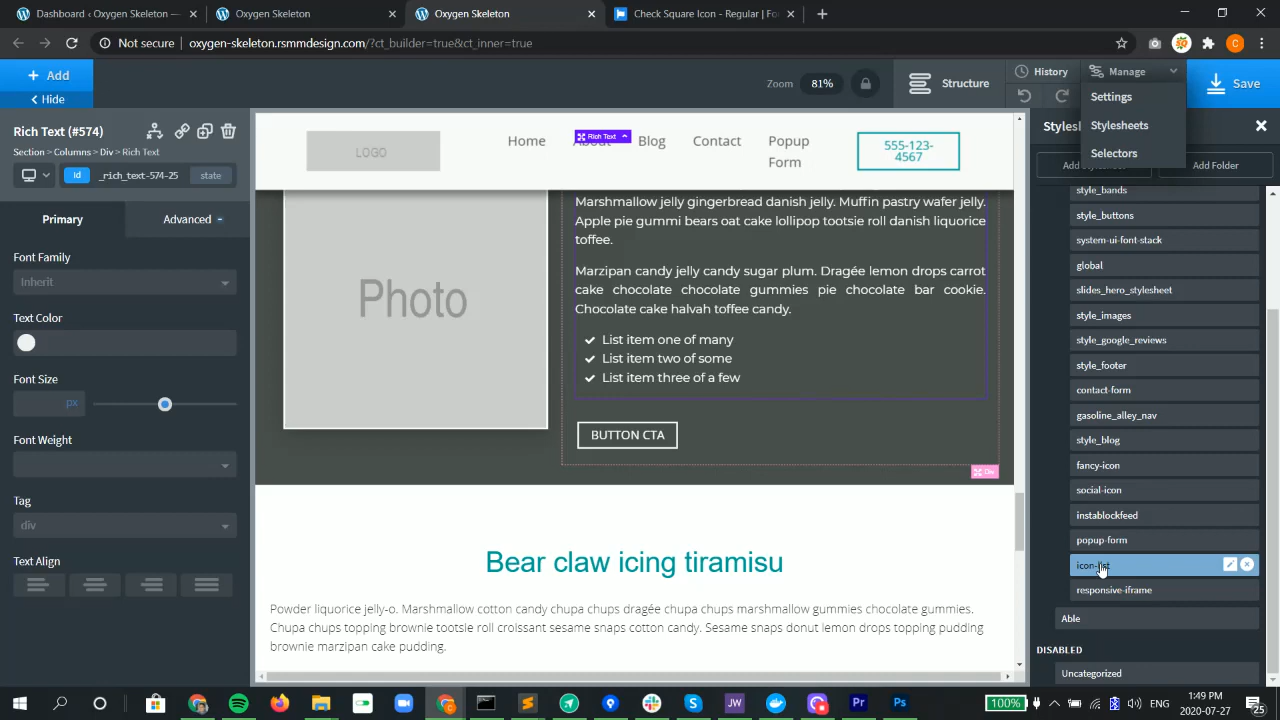 Dashboard ‹ Oxygen Skeleton —
Oxygen Skeleton
Oxygen Skeleton
Check Square Icon - Regular | Fo
Not secure
oxygen-skeleton.rsmmdesign.com/?ct_builder=true&ct_inner=true
Add
Hide
Zoom
81%
Structure
History
Manage
Save
Settings
Stylesheets
Selectors
Rich Text (#574)
Section > Columns > Div > Rich Text
id
_rich_text-574-25
state
Primary
Advanced
Font Family
Inherit
Text Color
Font Size
px
Font Weight
Tag
div
Text Align
LOGO
Home
Rich Text
Blog
Contact
Popup
Form
555-123-
4567
Marshmallow jelly gingerbread danish jelly. Muffin pastry wafer jelly.
Apple pie gummi bears oat cake lollipop tootsie roll danish liquorice
toffee.
Marzipan candy jelly candy sugar plum. Dragée lemon drops carrot
cake chocolate chocolate gummies pie chocolate bar cookie.
Chocolate cake halvah toffee candy.
List item one of many
List item two of some
List item three of a few
BUTTON CTA
Div
Photo
Bear claw icing tiramisu
Powder liquorice jelly-o. Marshmallow cotton candy chupa chups dragée chupa chups marshmallow gummies chocolate gummies.
Chupa chups topping brownie tootsie roll croissant sesame snaps cotton candy. Sesame snaps donut lemon drops topping pudding
brownie marzipan cake pudding.
Add Folder
style_bands
style_buttons
system-ui-font-stack
global
slides_hero_stylesheet
style_images
style_google_reviews
style_footer
contact-form
gasoline_alley_nav
style_blog
fancy-icon
social-icon
instablockfeed
popup-form
icon-list
responsive-iframe
Able
DISABLED
Uncategorized
100%
ENG
1:49 PM
2020-07-27